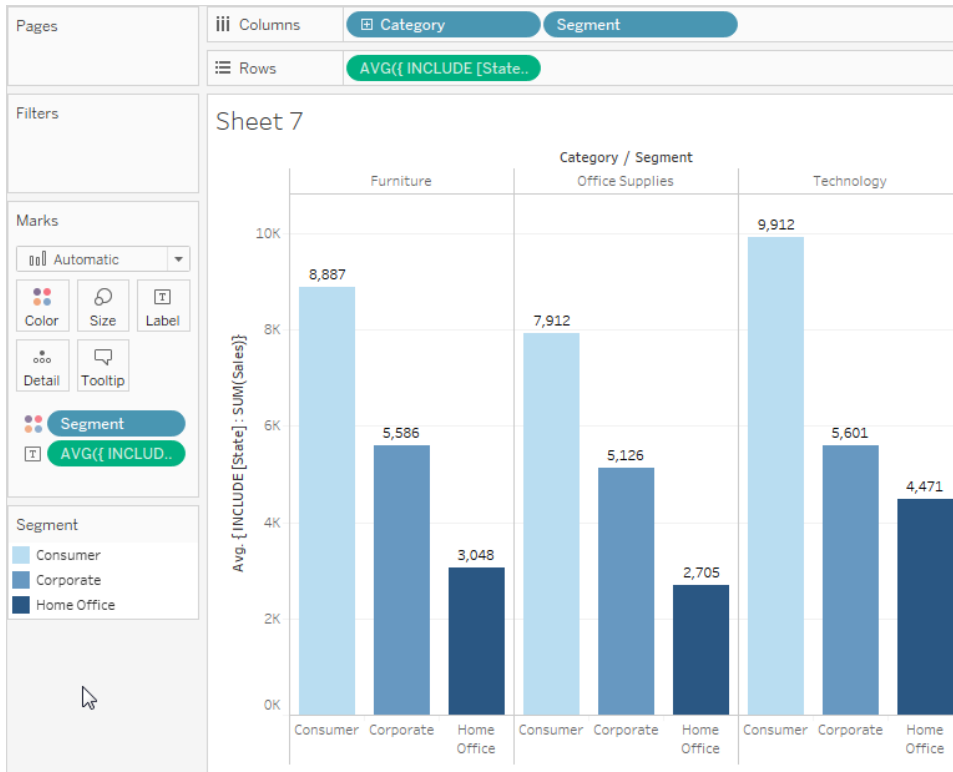 Pages
Columns
Category
Segment
Rows
AVG({ INCLUDE [State..
Filters
Sheet 7
Category / Segment
Furniture
Office Supplies
Technology
Marks
Automatic
Color
Size
Label
Detail
Tooltip
Segment
AVG({ INCLUD..
Segment
Consumer
Corporate
Home Office
Avg. { INCLUDE [State] : SUM(Sales)}
10K
8K
6K
4K
2K
0K
8,887
5,586
3,048
7,912
5,126
2,705
9,912
5,601
4,471
Consumer
Corporate
Home
Office
Consumer
Corporate
Home
Office
Consumer
Corporate
Home
Office